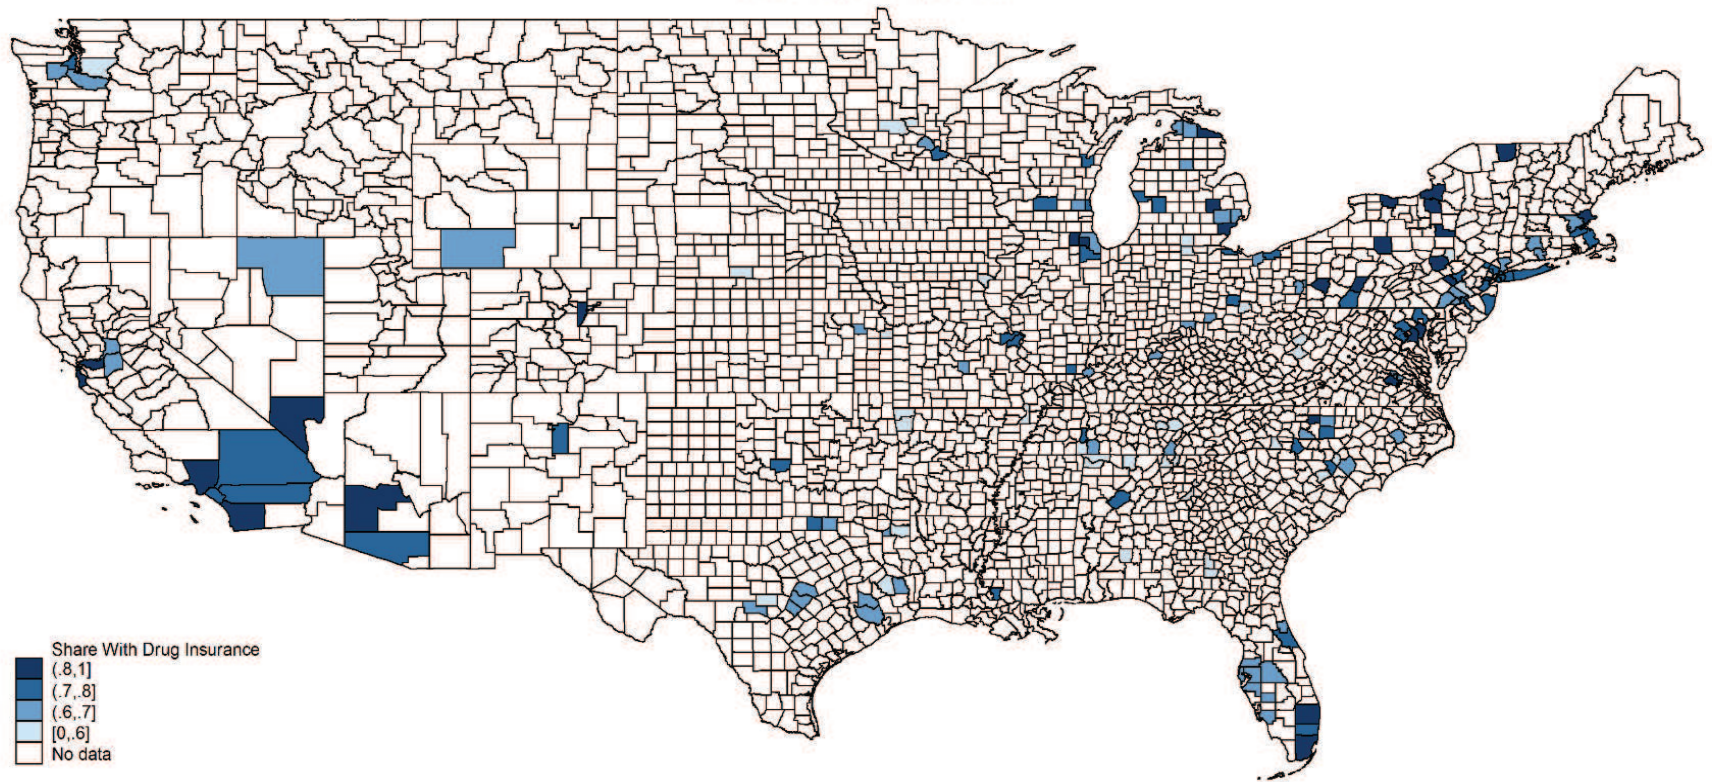 Share With Drug Insurance
(.8,1]
(.7,.8]
(.6,.7]
[0,.6]
No data